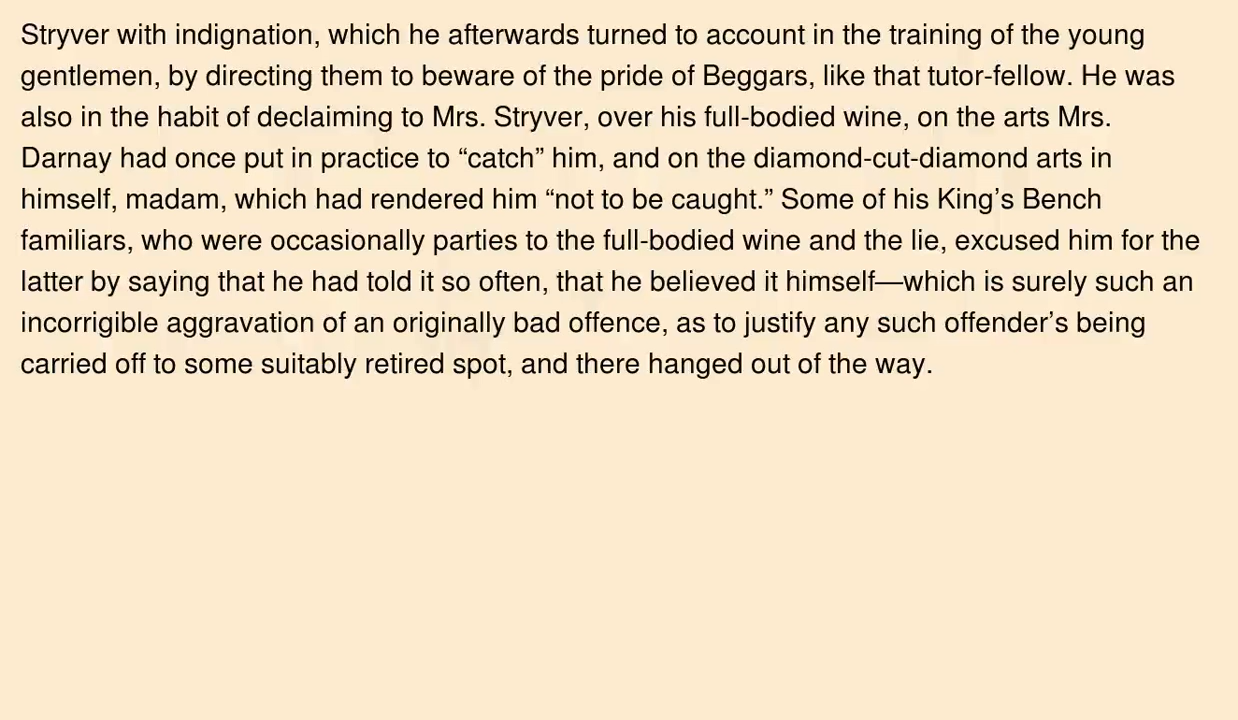 Stryver with indignation, which he afterwards turned to account in the training of the young
gentlemen, by directing them to beware of the pride of Beggars, like that tutor-fellow. He was
also in the habit of declaiming to Mrs. Stryver, over his full-bodied wine, on the arts Mrs.
Darnay had once put in practice to “catch” him, and on the diamond-cut-diamond arts in
himself, madam, which had rendered him “not to be caught.” Some of his King’s Bench
familiars, who were occasionally parties to the full-bodied wine and the lie, excused him for the
latter by saying that he had told it so often, that he believed it himself—which is surely such an
incorrigible aggravation of an originally bad offence, as to justify any such offender’s being
carried off to some suitably retired spot, and there hanged out of the way.